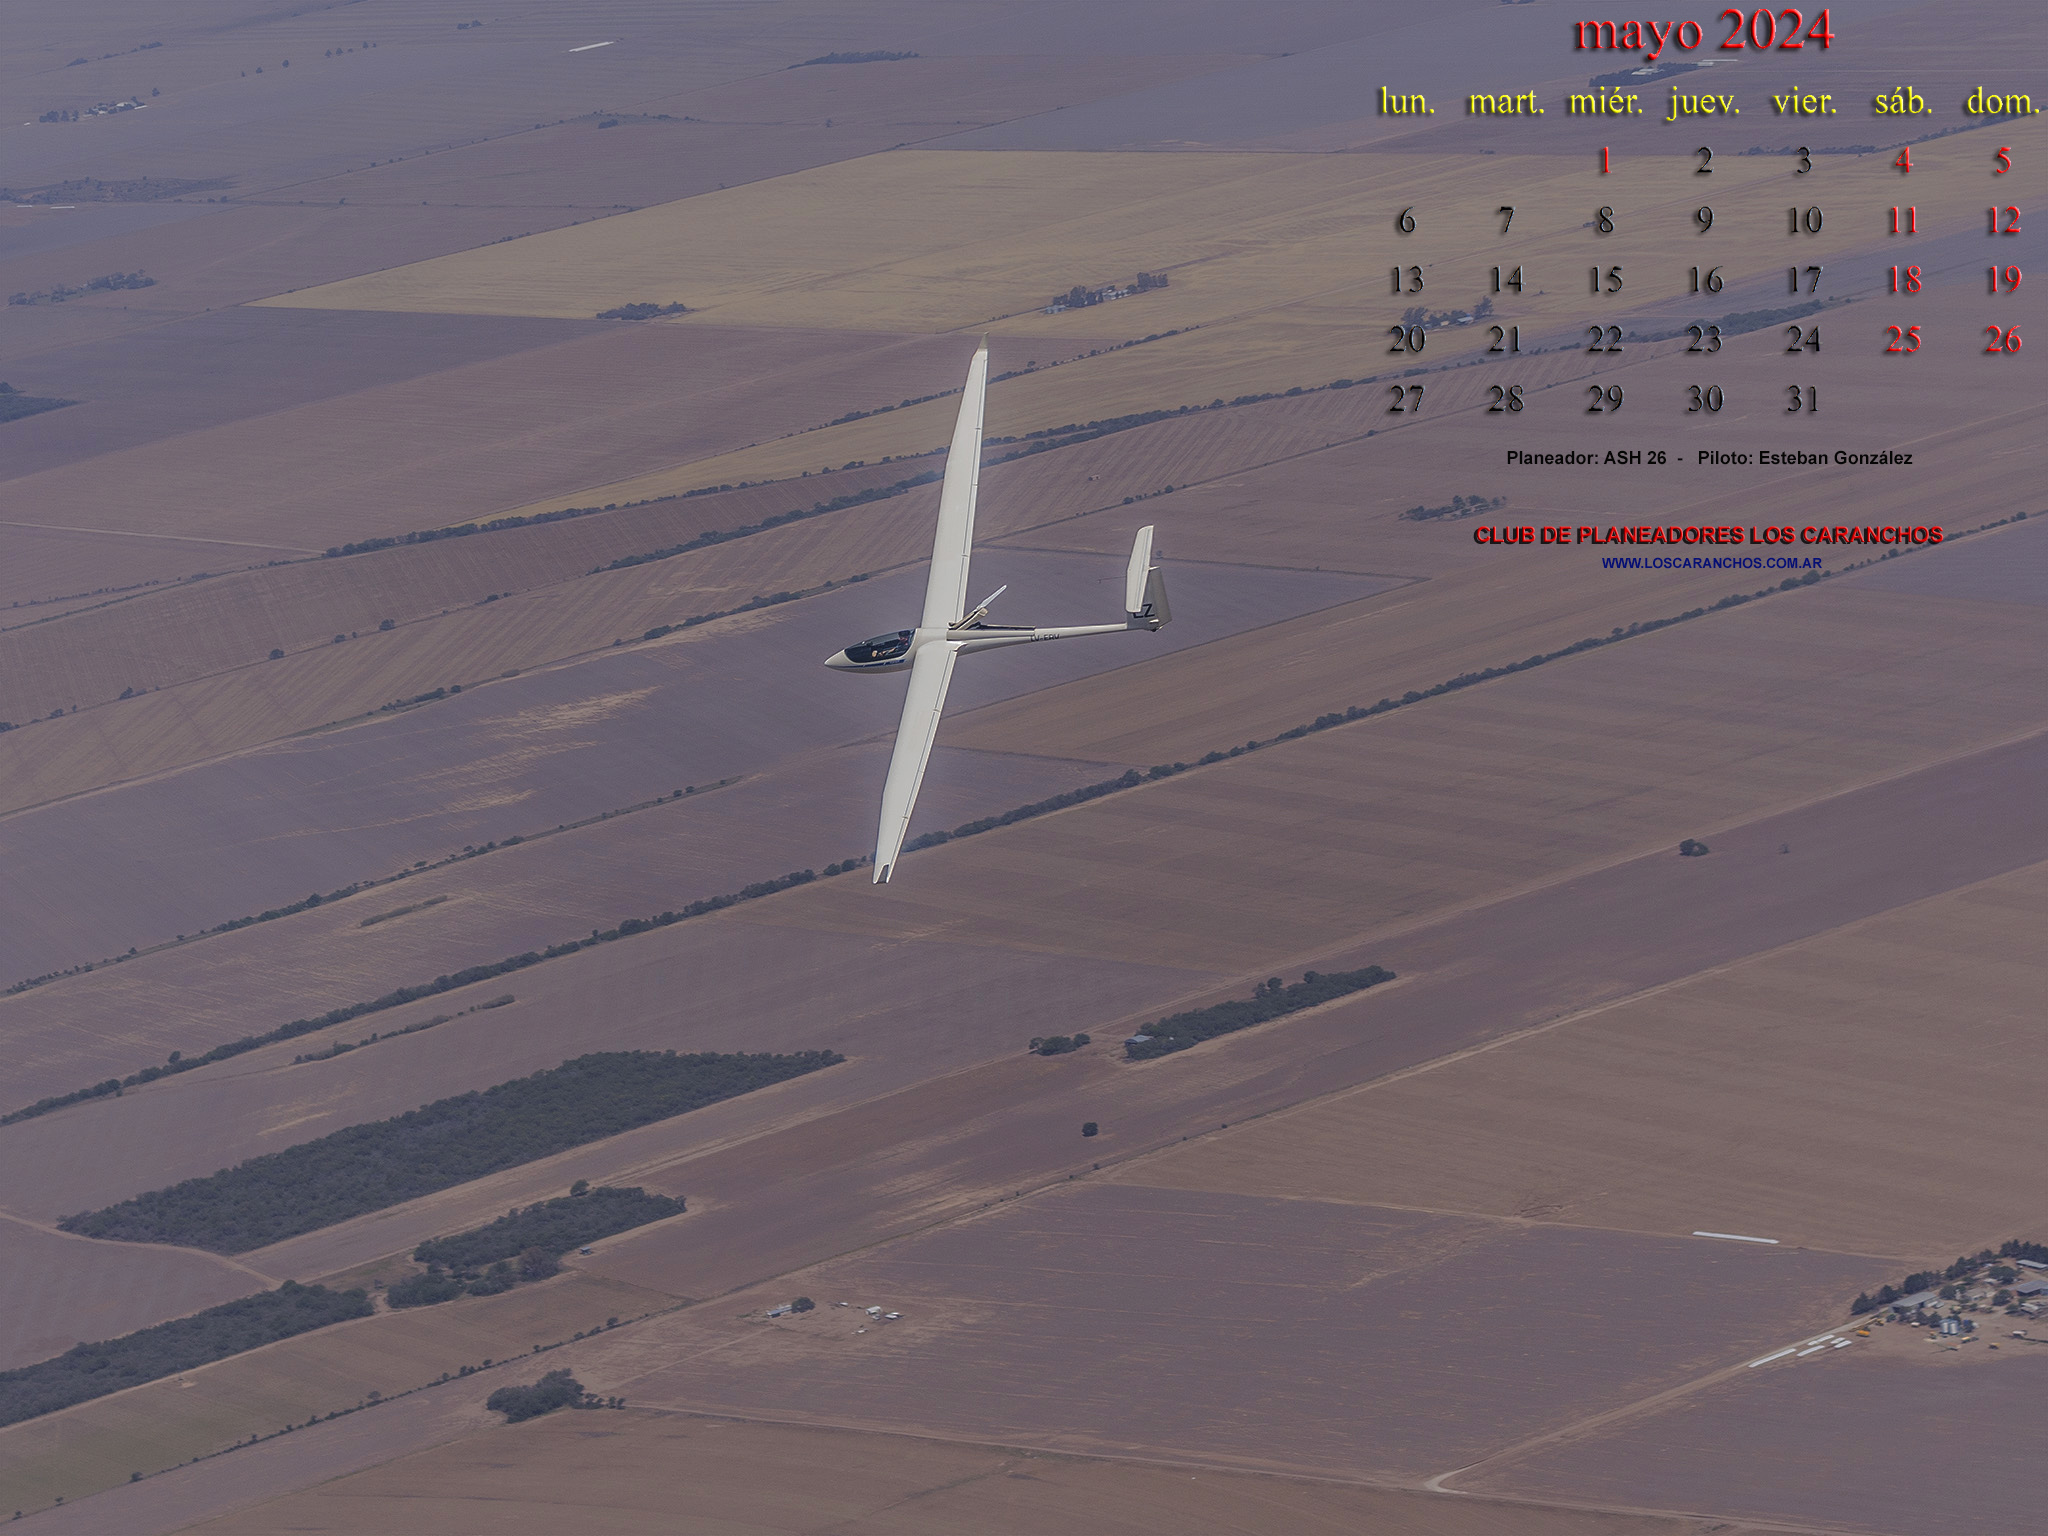 mayo 2024
lun. mart. miér. juev. vier. sáb. dom.
1 2 3 4 5
6 7 8 9 10 11 12
13 14 15 16 17 18 19
20 21 22 23 24 25 26
27 28 29 30 31
Planeador: ASH 26 - Piloto: Esteban González
CLUB DE PLANEADORES LOS CARANCHOS
WWW.LOSCARANCHOS.COM.AR